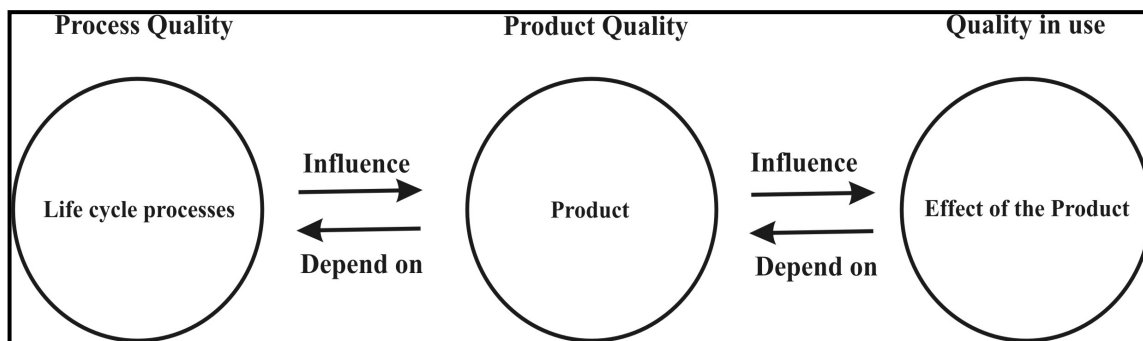 Process Quality
Product Quality
Quality in use
Life cycle processes
Influence
Depend on
Product
Influence
Depend on
Effect of the Product